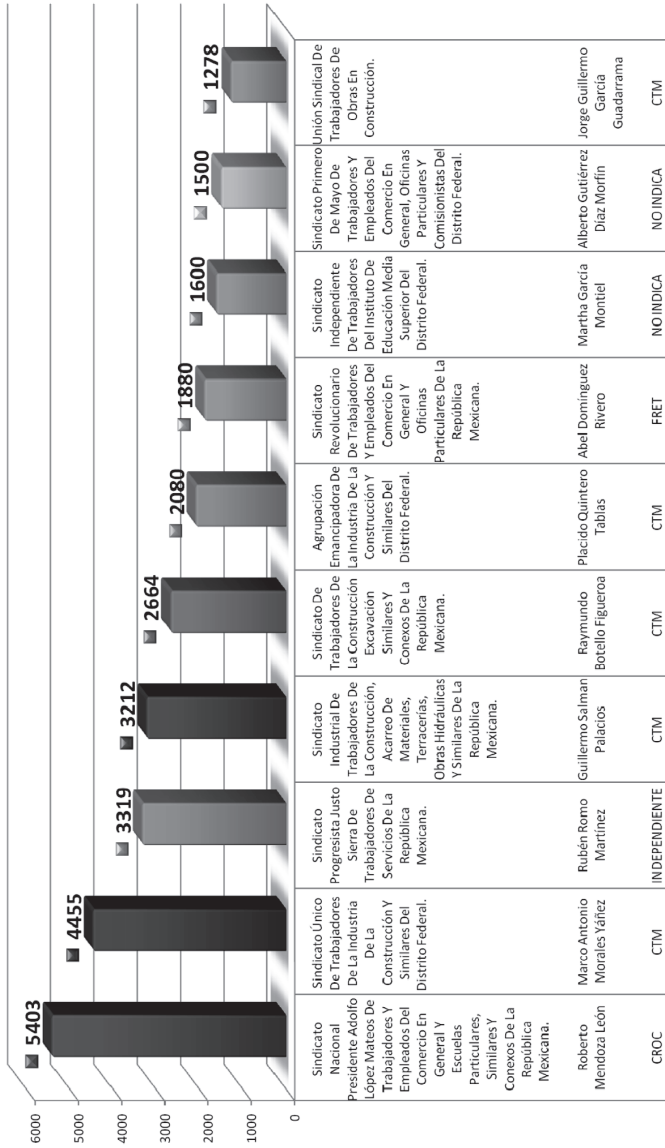 6000
5000
4000
3000
2000
1000
0
5403
4455
3319
3212
2664
2080
1880
1600
1500
1278
Sindicato
Nacional
Presidente Adolfo
López Mateos De
Trabajadores Y
Empleados Del
Comercio En
General Y
Escuelas
Particulares,
Similares Y
Conexos De La
República
Mexicana.
Sindicato Único
De Trabajadores
De La Industria
De La
Construcción Y
Similares Del
Distrito Federal.
Sindicato
Progresista Justo
Sierra De
Trabajadores De
Servicios De La
República
Mexicana.
Sindicato
Industrial De
Trabajadores De
La Construcción,
Acarreo De
Materiales,
Terracerías,
Obras Hidráulicas
Y Similares De La
República
Mexicana.
Sindicato De
Trabajadores De
La Construcción
Excavación
Similares Y
Conexos De La
República
Mexicana.
Agrupación
Emancipadora De
La Industria De La
Construcción Y
Similares Del
Distrito Federal.
Sindicato
Revolucionario
De Trabajadores
Y Empleados Del
Comercio En
General Y
Oficinas
Particulares De La
República
Mexicana.
Sindicato
Independiente
De Trabajadores
Del Instituto De
Educación Media
Superior Del
Distrito Federal.
Sindicato Primero
De Mayo De
Trabajadores Y
Empleados Del
Comercio En
General, Oficinas
Particulares Y
Comisionistas Del
Distrito Federal.
Unión Sindical De
Trabajadores De
Obras En
Construcción.
Roberto
Mendoza León
Marco Antonio
Morales Yáñez
Rubén Romo
Martínez
Guillermo Salman
Palacios
Raymundo
Botello Figueroa
Placido Quintero
Tablas
Abel Domínguez
Rivero
Martha García
Montiel
Alberto Gutiérrez
Díaz Morfín
Jorge Guillermo
García
Guadarrama
CROC
CTM
INDEPENDIENTE
CTM
CTM
CTM
FRET
NO INDICA
NO INDICA
CTM